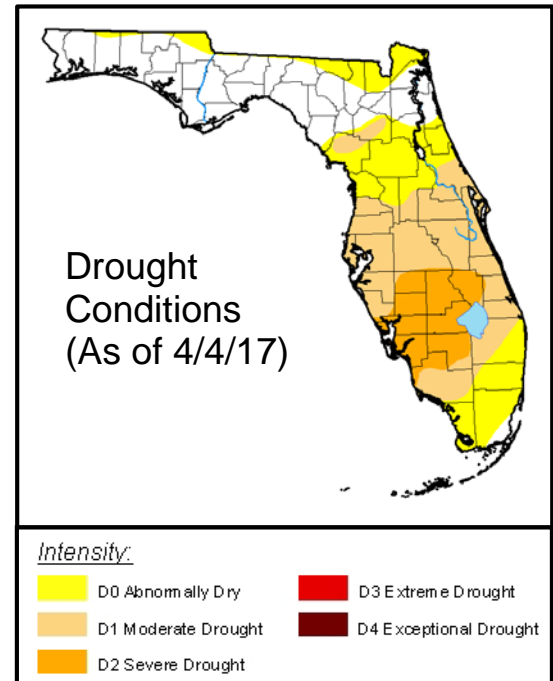 Drought
Conditions
(As of 4/4/17)
Intensity:
D0 Abnormally Dry
D3 Extreme Drought
D1 Moderate Drought
D4 Exceptional Drought
D2 Severe Drought